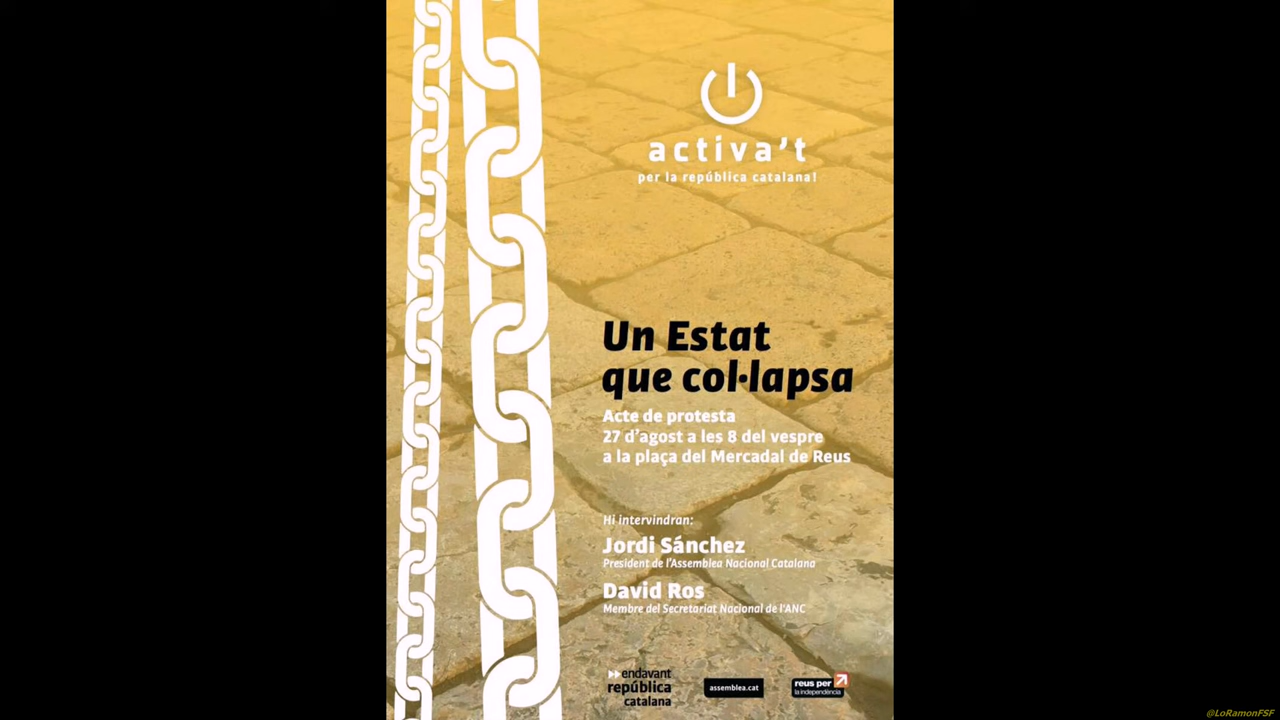 activa't
per la república catalana!
Un Estat
que col·lapsa
Acte de protesta
27 d'agost a les 8 del vespre
a la plaça del Mercadal de Reus
Hi intervindran:
Jordi Sánchez
President de l'Assemblea Nacional Catalana
David Ros
Membre del Secretariat Nacional de l'ANC
endavant
república
catalana
assemblea.cat
reus per
la independència
@LoRamonFSF